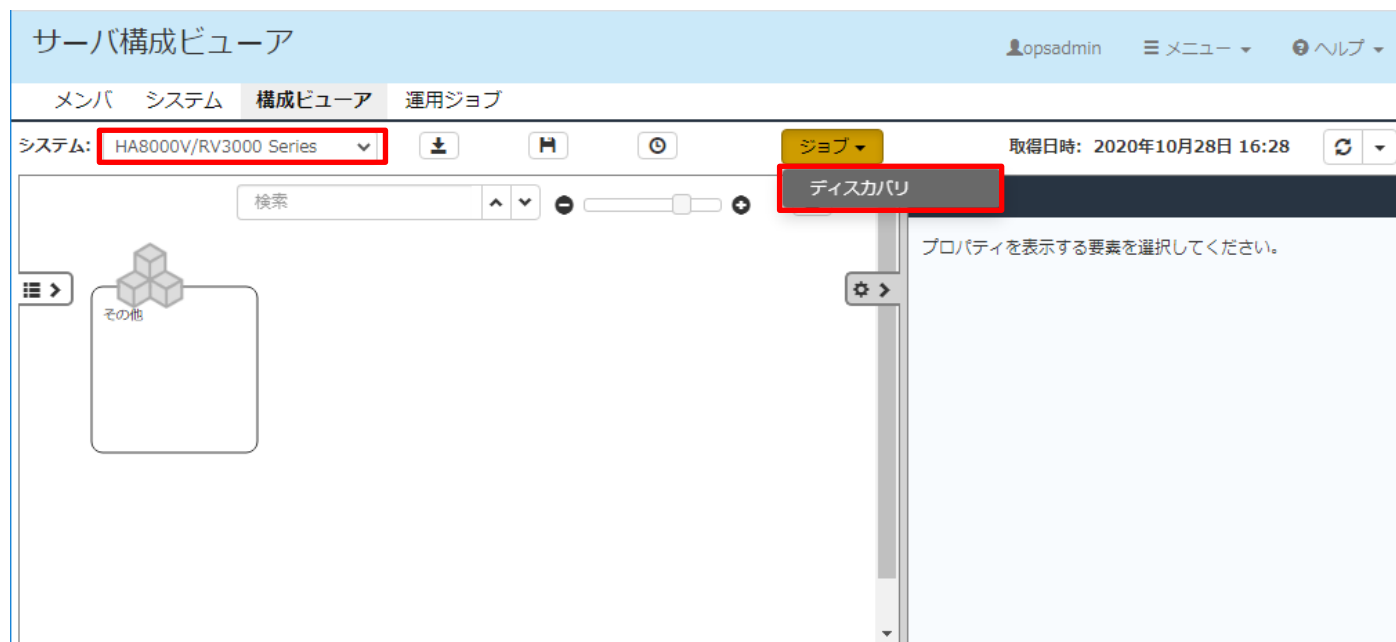 サーバ構成ビューア
opsadmin メニュー ヘルプ
メンバ システム 構成ビューア 運用ジョブ
システム: HA8000V/RV3000 Series ジョブ 取得日時: 2020年10月28日 16:28
ディスカバリ
検索
プロパティを表示する要素を選択してください。
その他